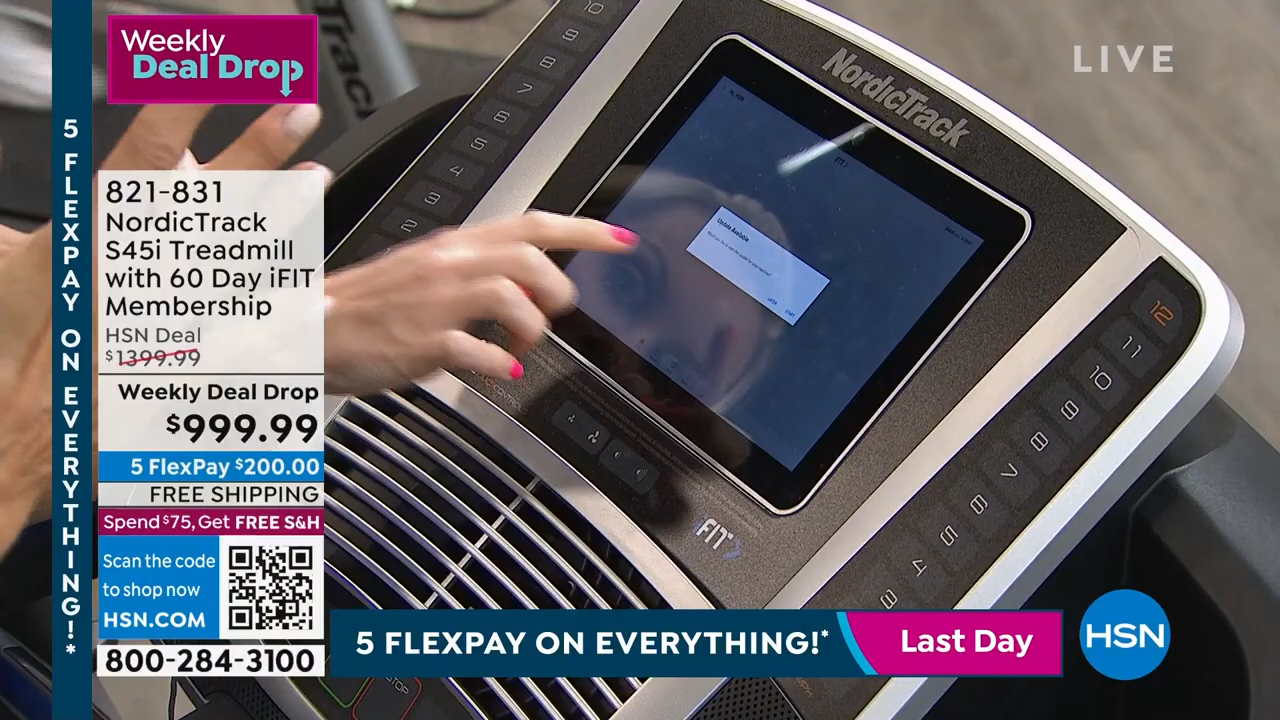 Weekly
Deal Drop
LIVE
5 FLEXPAY ON EVERYTHING!*
821-831
NordicTrack
S45i Treadmill
with 60 Day iFIT
Membership
HSN Deal
$1399.99
Weekly Deal Drop
$999.99
5 FlexPay $200.00
FREE SHIPPING
Spend $75, Get FREE S&H
Scan the code
to shop now
HSN.COM
800-284-3100
NordicTrack
10
9
8
7
6
5
4
3
2
Update Available
LATER
START
12
11
10
9
8
7
6
5
4
3
iFIT
STOP
5 FLEXPAY ON EVERYTHING!*
Last Day
HSN